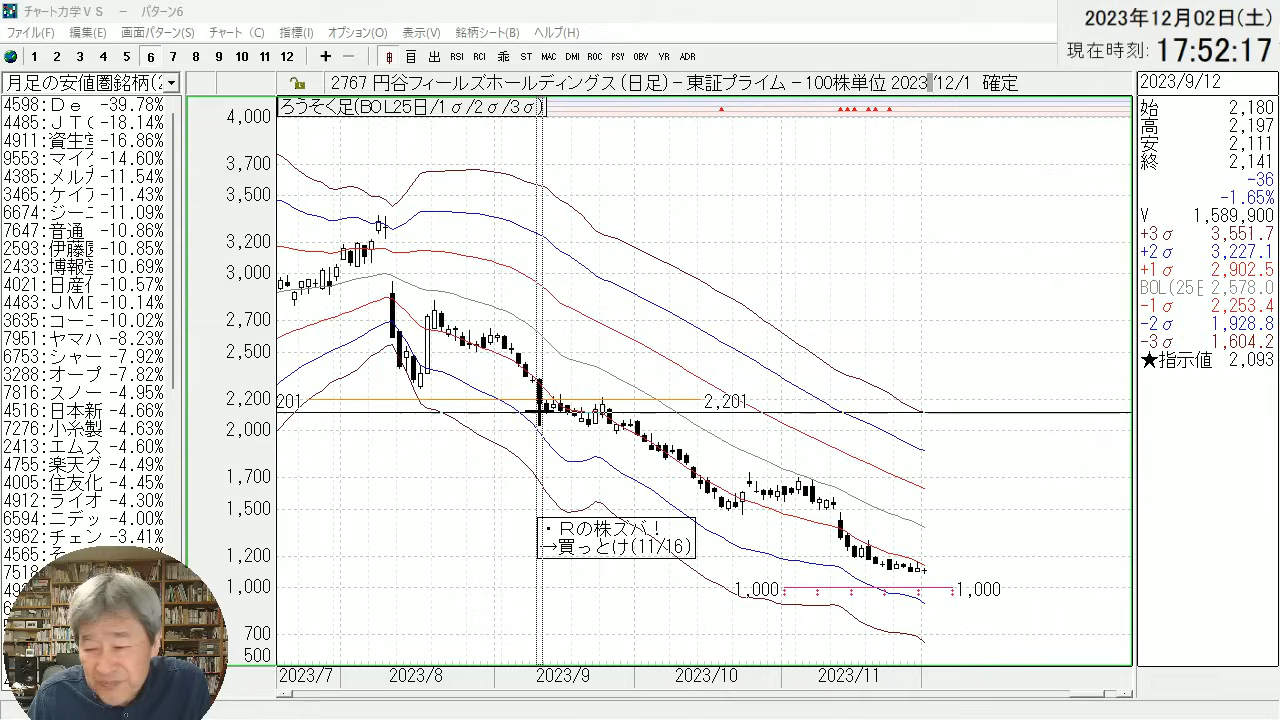 チャート力学ＶＳ － パターン6
2023年12月02日(土)
現在時刻: 17:52:17
ファイル(F) 編集(E) 画面パターン(S) チャート (C) 指標(I) オプション(O) 表示(V) 銘柄シート(B) ヘルプ(H)
1 2 3 4 5 6 7 8 9 10 11 12 RSI RCI 乖 ST MAC DMI ROC PSY OBV YR ADR
月足の安値圏銘柄(2
2767 円谷フィールズホールディングス (日足) － 東証プライム － 100株単位 2023 12/1 確定
2023/9/12
ろうそく足(BOL25日/1σ/2σ/3σ)
4598:Ｄｅ -39.78%
4485:ＪＴＣ -18.14%
4911:資生堂 -16.86%
9553:マイク -14.60%
4385:メルカ -11.54%
3465:ケイア -11.43%
6674:ジーニ -11.09%
7647:音通 -10.86%
2593:伊藤園 -10.85%
2433:博報堂 -10.69%
4021:日産化 -10.57%
4483:ＪＭＤ -10.14%
3635:コーエ -10.02%
7951:ヤマハ -8.23%
6753:シャー -7.92%
3288:オープ -7.82%
7816:スノー -4.95%
4516:日本新 -4.66%
7276:小糸製 -4.63%
2413:エムス -4.60%
4755:楽天グ -4.49%
4005:住友化 -4.45%
4912:ライオ -4.30%
6594:ニデッ -4.00%
3962:チェン -3.41%
4565:そ
7518
4,000
3,700
3,500
3,200
3,000
2,700
2,500
2,200
2,000
1,700
1,500
1,200
1,000
700
500
201
2,201
・Ｒの株ズバ！
→買っとけ(11/16)
1,000
1,000
2023/7 2023/8 2023/9 2023/10 2023/11
始 2,180
高 2,197
安 2,111
終 2,141
-36
-1.65%
V 1,589,900
+3σ 3,551.7
+2σ 3,227.1
+1σ 2,902.5
BOL(25E 2,578.0
-1σ 2,253.4
-2σ 1,928.8
-3σ 1,604.2
★指示値 2,093